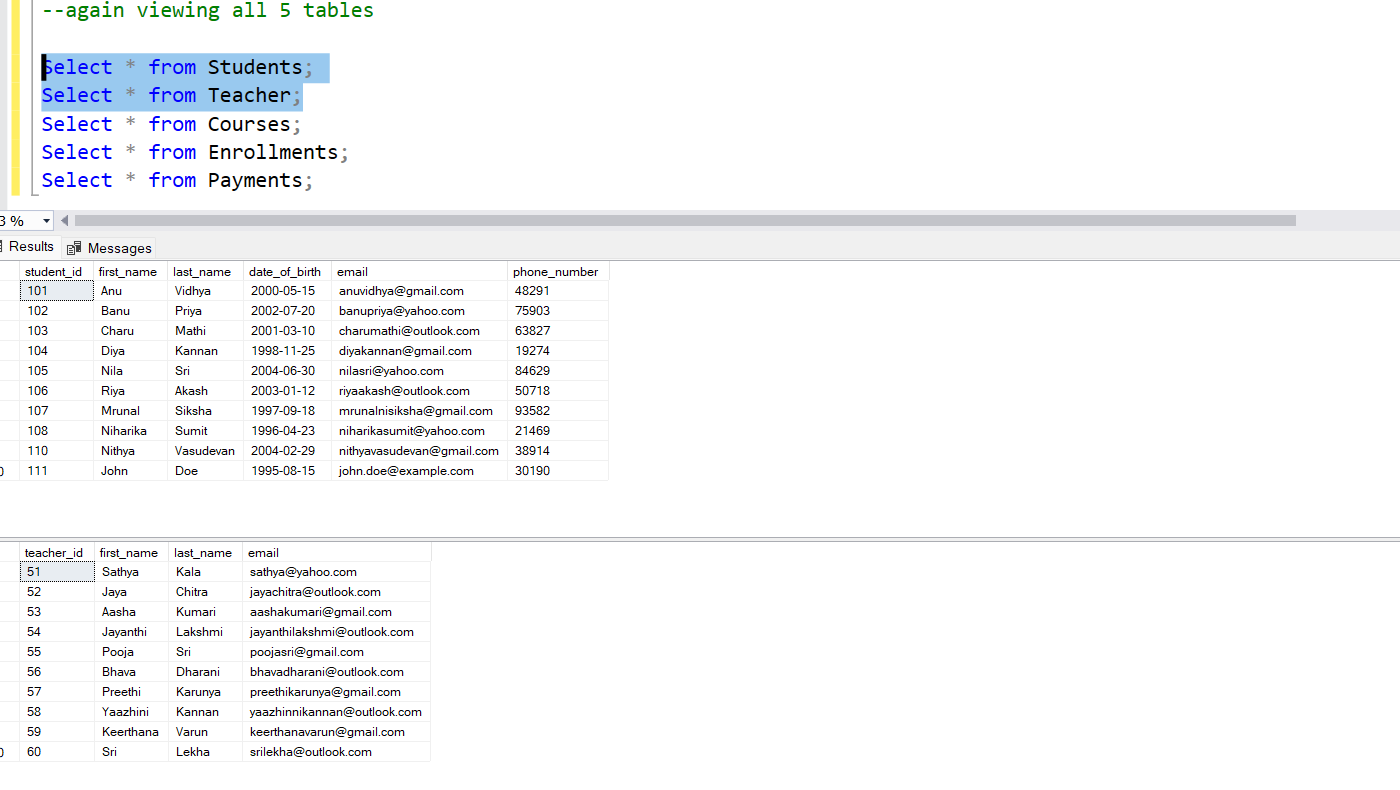 --again viewing all 5 tables
Select * from Students;
Select * from Teacher;
Select * from Courses;
Select * from Enrollments;
Select * from Payments;
3 %
Results Messages
student_id first_name last_name date_of_birth email phone_number
101 Anu Vidhya 2000-05-15 anuvidhya@gmail.com 48291
102 Banu Priya 2002-07-20 banupriya@yahoo.com 75903
103 Charu Mathi 2001-03-10 charumathi@outlook.com 63827
104 Diya Kannan 1998-11-25 diyakannan@gmail.com 19274
105 Nila Sri 2004-06-30 nilasri@yahoo.com 84629
106 Riya Akash 2003-01-12 riyaakash@outlook.com 50718
107 Mrunal Siksha 1997-09-18 mrunalnisiksha@gmail.com 93582
108 Niharika Sumit 1996-04-23 niharikasumit@yahoo.com 21469
110 Nithya Vasudevan 2004-02-29 nithyavasudevan@gmail.com 38914
0 111 John Doe 1995-08-15 john.doe@example.com 30190
teacher_id first_name last_name email
51 Sathya Kala sathya@yahoo.com
52 Jaya Chitra jayachitra@outlook.com
53 Aasha Kumari aashakumari@gmail.com
54 Jayanthi Lakshmi jayanthilakshmi@outlook.com
55 Pooja Sri poojasri@gmail.com
56 Bhava Dharani bhavadharani@outlook.com
57 Preethi Karunya preethikarunya@gmail.com
58 Yaazhini Kannan yaazhinnikannan@outlook.com
59 Keerthana Varun keerthanavarun@gmail.com
0 60 Sri Lekha srilekha@outlook.com